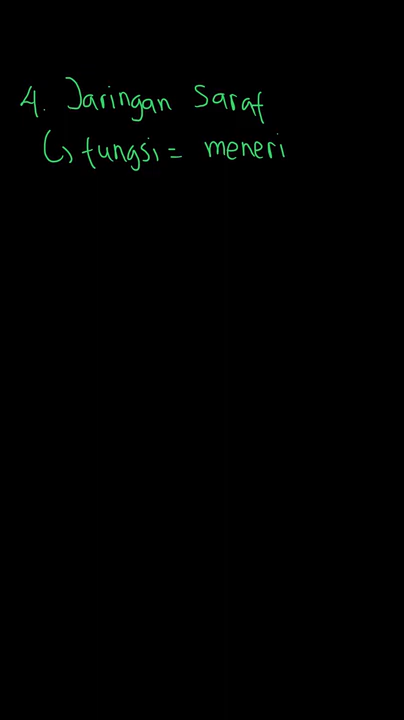 4. Jaringan Saraf
↳ fungsi = meneri